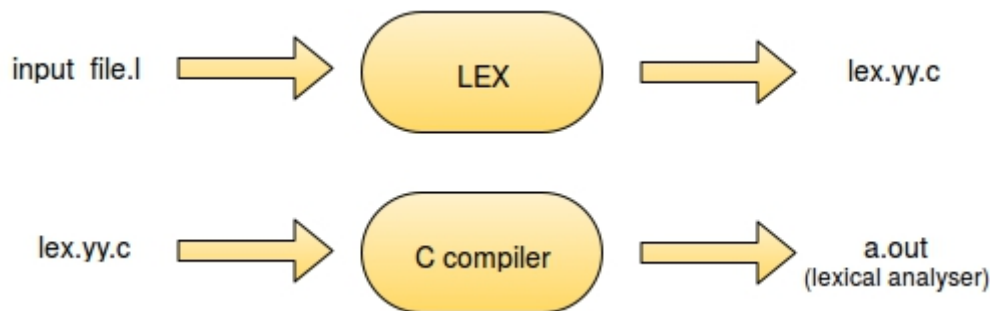 input file.l
LEX
lex.yy.c
lex.yy.c
C compiler
a.out
(lexical analyser)